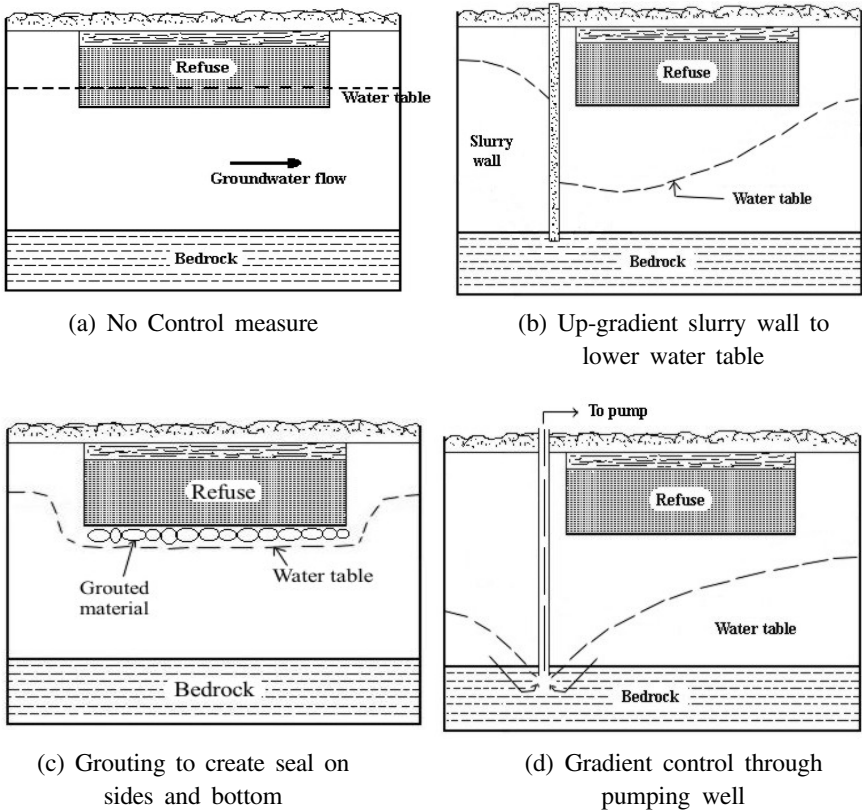 Refuse
Water table
Groundwater flow
Bedrock
(a) No Control measure
Refuse
Slurry
wall
Water table
Bedrock
(b) Up-gradient slurry wall to
lower water table
Refuse
Grouted
material
Water table
Bedrock
(c) Grouting to create seal on
sides and bottom
To pump
Refuse
Water table
Bedrock
(d) Gradient control through
pumping well